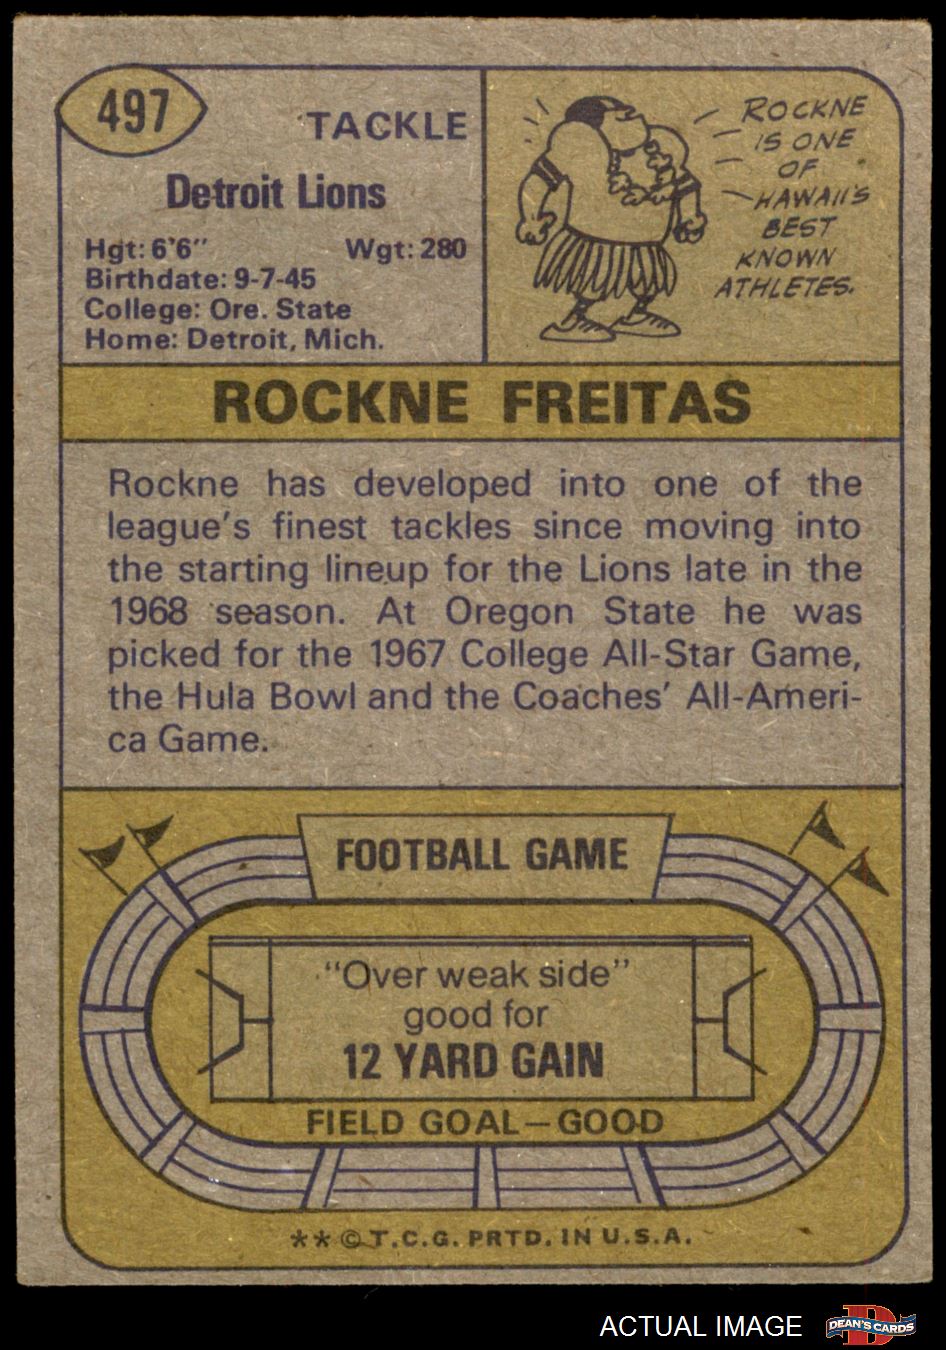 497
TACKLE
Detroit Lions
Hgt: 6'6" Wgt: 280
Birthdate: 9-7-45
College: Ore. State
Home: Detroit, Mich.
ROCKNE
IS ONE
OF
HAWAII'S
BEST
KNOWN
ATHLETES.
ROCKNE FREITAS
Rockne has developed into one of the
league's finest tackles since moving into
the starting lineup for the Lions late in the
1968 season. At Oregon State he was
picked for the 1967 College All-Star Game,
the Hula Bowl and the Coaches' All-Ameri-
ca Game.
FOOTBALL GAME
"Over weak side"
good for
12 YARD GAIN
FIELD GOAL—GOOD
**©T.C.G. PRTD. IN U.S.A.
ACTUAL IMAGE
DEAN'S CARDS